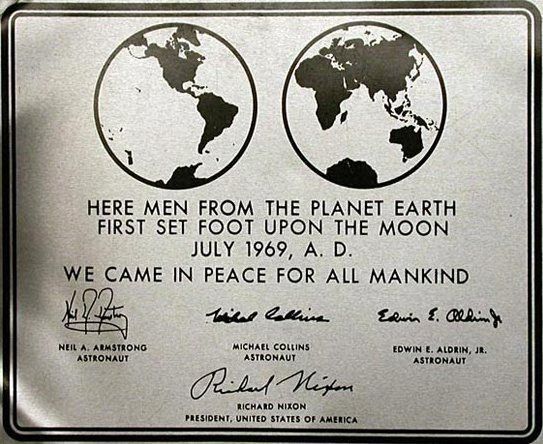 HERE MEN FROM THE PLANET EARTH
FIRST SET FOOT UPON THE MOON
JULY 1969, A. D.
WE CAME IN PEACE FOR ALL MANKIND
Neil A. Armstrong
Michael Collins
Edwin E. Aldrin Jr
NEIL A. ARMSTRONG
ASTRONAUT
MICHAEL COLLINS
ASTRONAUT
EDWIN E. ALDRIN, JR.
ASTRONAUT
Richard Nixon
RICHARD NIXON
PRESIDENT, UNITED STATES OF AMERICA